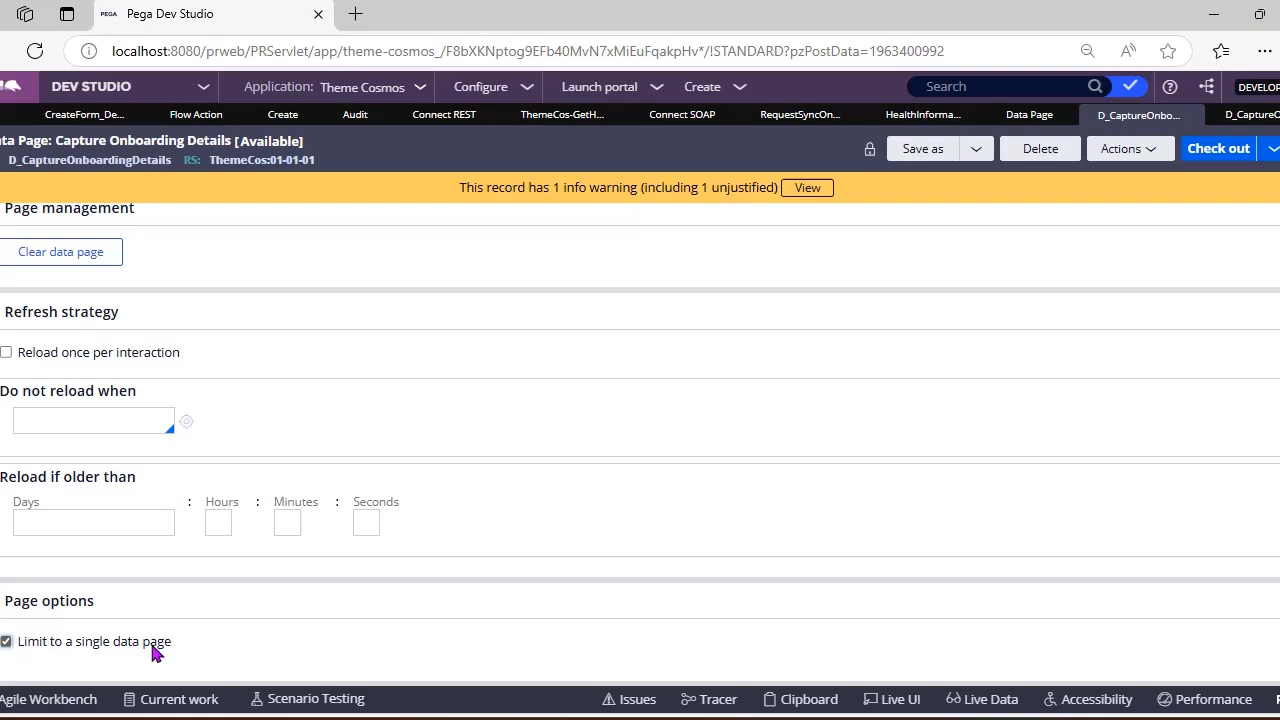 PEGA Pega Dev Studio
localhost:8080/prweb/PRServlet/app/theme-cosmos_/F8bXKNptog9EFb40MvN7xMiEuFqakpHv*/!STANDARD?pzPostData=1963400992
DEV STUDIO Application: Theme Cosmos Configure Launch portal Create Search DEVELOP
CreateForm_De... Flow Action Create Audit Connect REST ThemeCos-GetH... Connect SOAP RequestSyncOn... HealthInforma... Data Page D_CaptureOnbo... D_CaptureO
ta Page: Capture Onboarding Details [Available]
D_CaptureOnboardingDetails RS: ThemeCos:01-01-01
Save as Delete Actions Check out
This record has 1 info warning (including 1 unjustified) View
Page management
Clear data page
Refresh strategy
Reload once per interaction
Do not reload when
Reload if older than
Days : Hours : Minutes : Seconds
Page options
Limit to a single data page
Agile Workbench Current work Scenario Testing Issues Tracer Clipboard Live UI Live Data Accessibility Performance